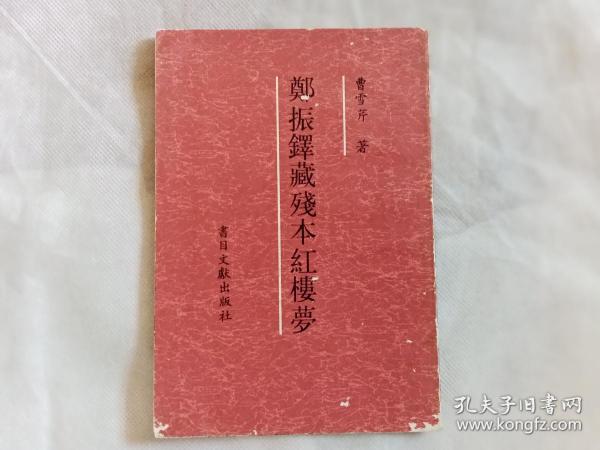 曹雪芹 著
鄭振鐸藏殘本紅樓夢
書目文獻出版社
孔夫子旧书网
www.kongfz.com